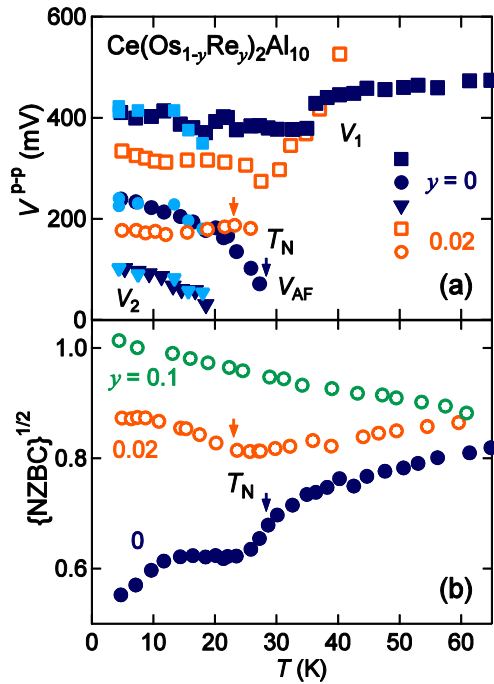 Ce(Os1-yRey)2Al10
600
400
200
0
V^p-p (mV)
V1
y = 0
0.02
TN
VAF
V2
(a)
1.0
0.8
0.6
{NZBC}^1/2
y = 0.1
0.02
TN
0
(b)
0 10 20 30 40 50 60
T (K)